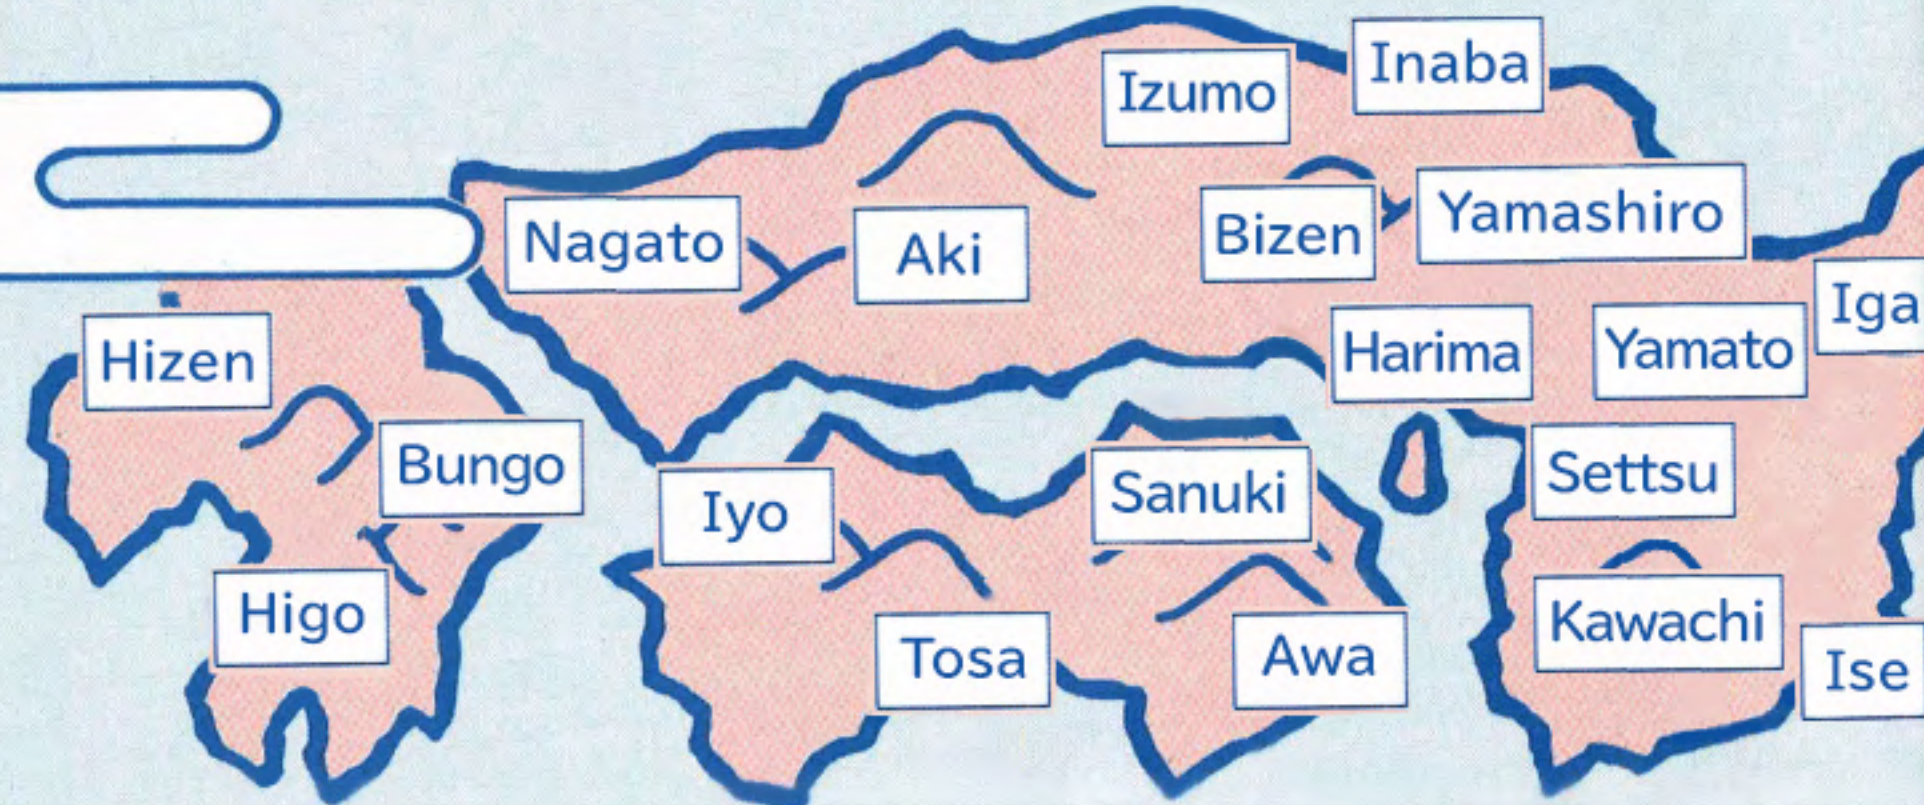 Inaba
Izumo
Nagato
Aki
Bizen
Yamashiro
Iga
Hizen
Harima
Yamato
Bungo
Iyo
Sanuki
Settsu
Higo
Tosa
Awa
Kawachi
Ise